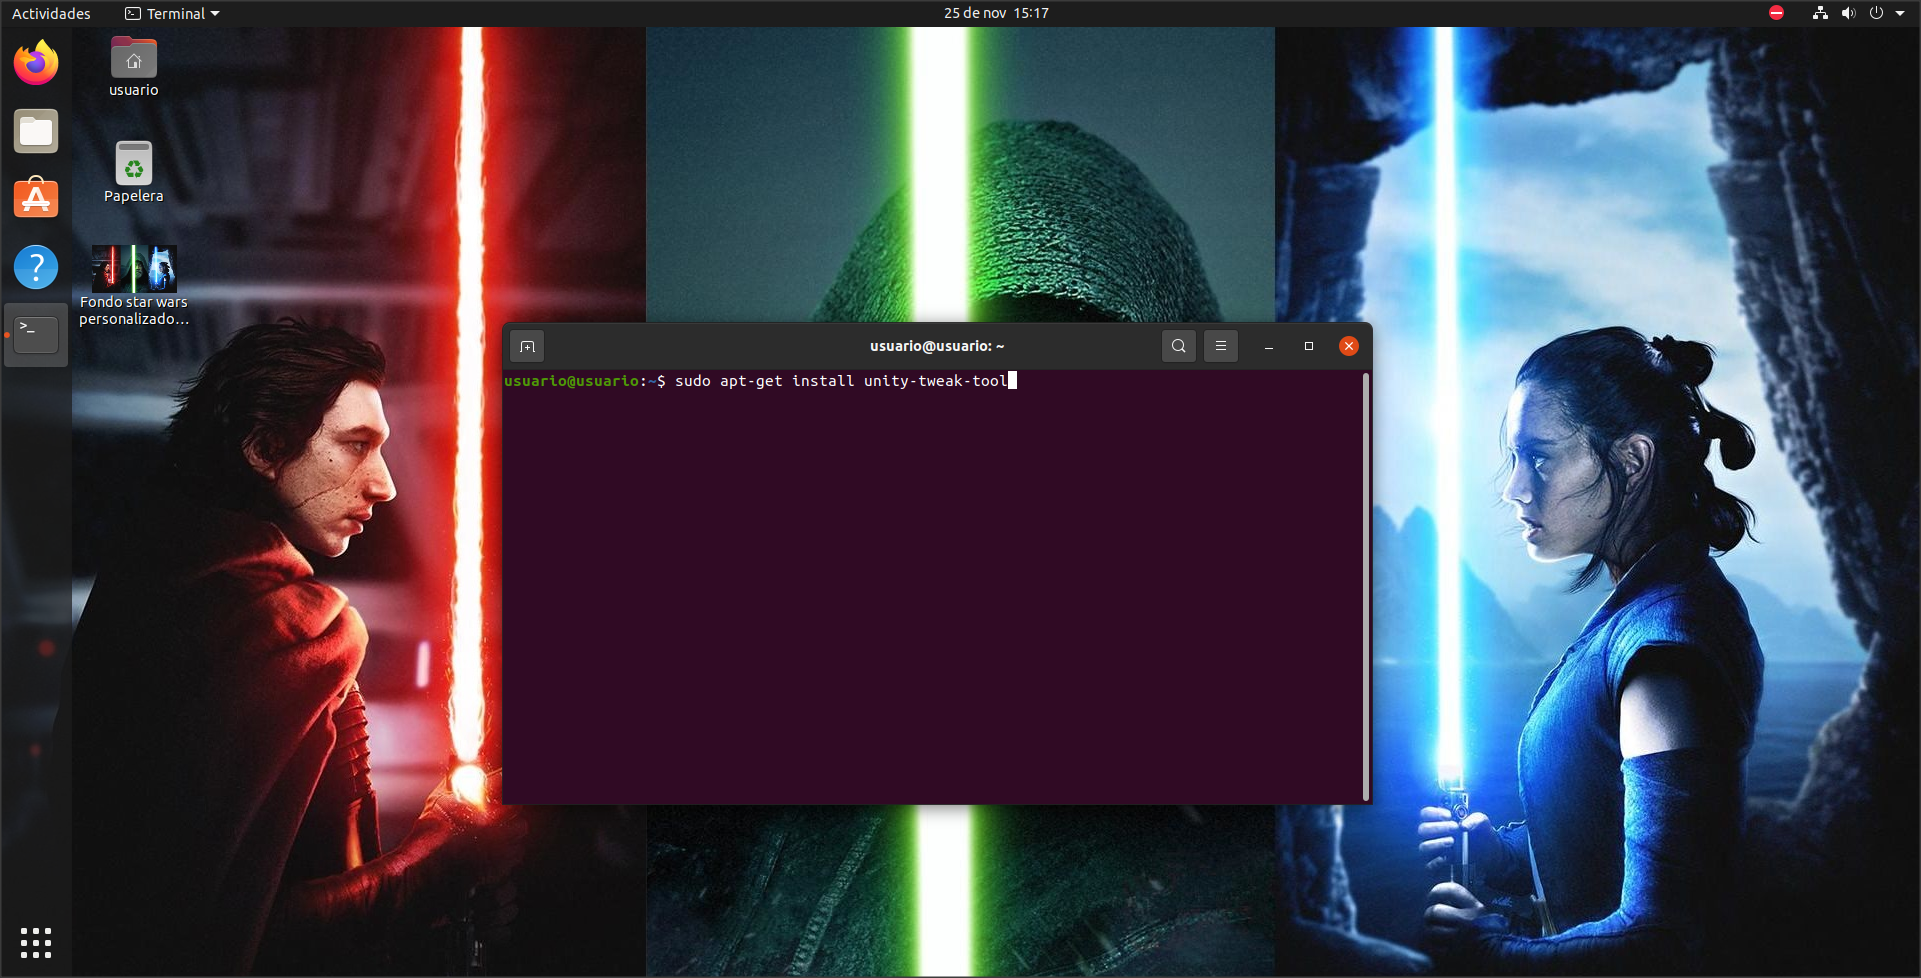 Actividades
Terminal
25 de nov 15:17
usuario
Papelera
Fondo star wars
personalizado...
usuario@usuario: ~
usuario@usuario:~$ sudo apt-get install unity-tweak-tool